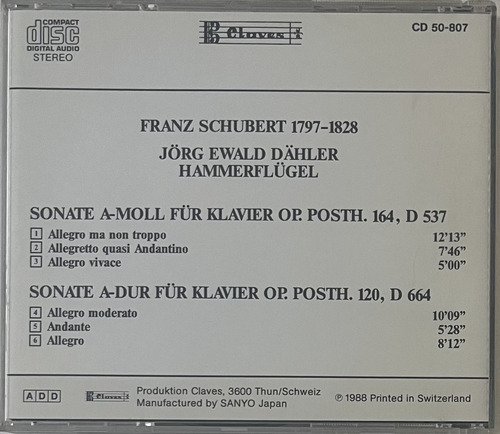 COMPACT
disc
DIGITAL AUDIO
STEREO
Claves
CD 50-807
FRANZ SCHUBERT 1797–1828
JÖRG EWALD DÄHLER
HAMMERFLÜGEL
SONATE A-MOLL FÜR KLAVIER OP. POSTH. 164, D 537
1 Allegro ma non troppo 12'13”
2 Allegretto quasi Andantino 7'46”
3 Allegro vivace 5'00”
SONATE A-DUR FÜR KLAVIER OP. POSTH. 120, D 664
4 Allegro moderato 10'09”
5 Andante 5'28”
6 Allegro 8'12”
ADD
Claves
Produktion Claves, 3600 Thun/Schweiz
Manufactured by SANYO Japan
℗ 1988 Printed in Switzerland